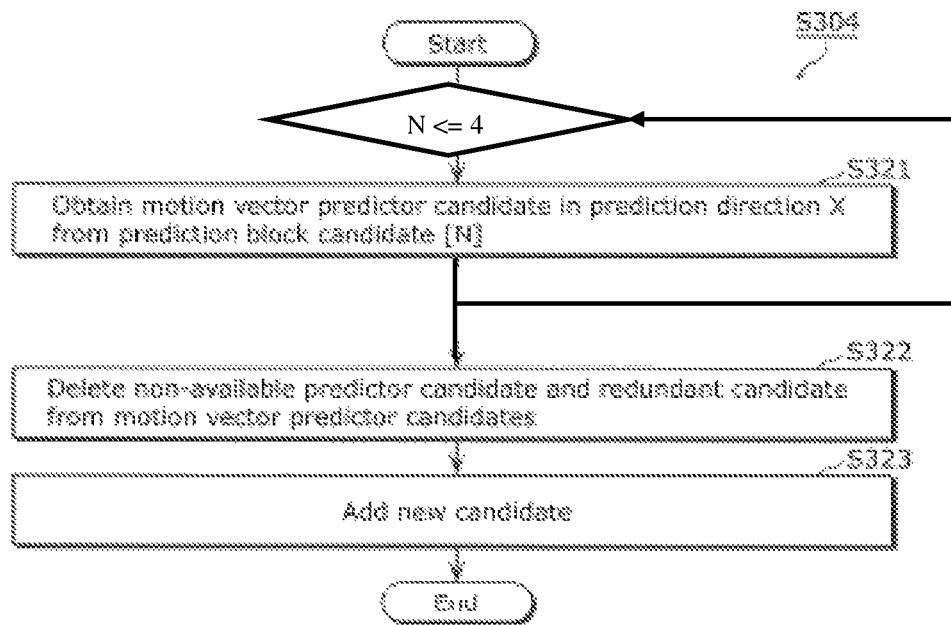 Start
S304
N <= 4
S321
Obtain motion vector predictor candidate in prediction direction X
from prediction block candidate [N]
S322
Delete non-available predictor candidate and redundant candidate
from motion vector predictor candidates
S323
Add new candidate
End